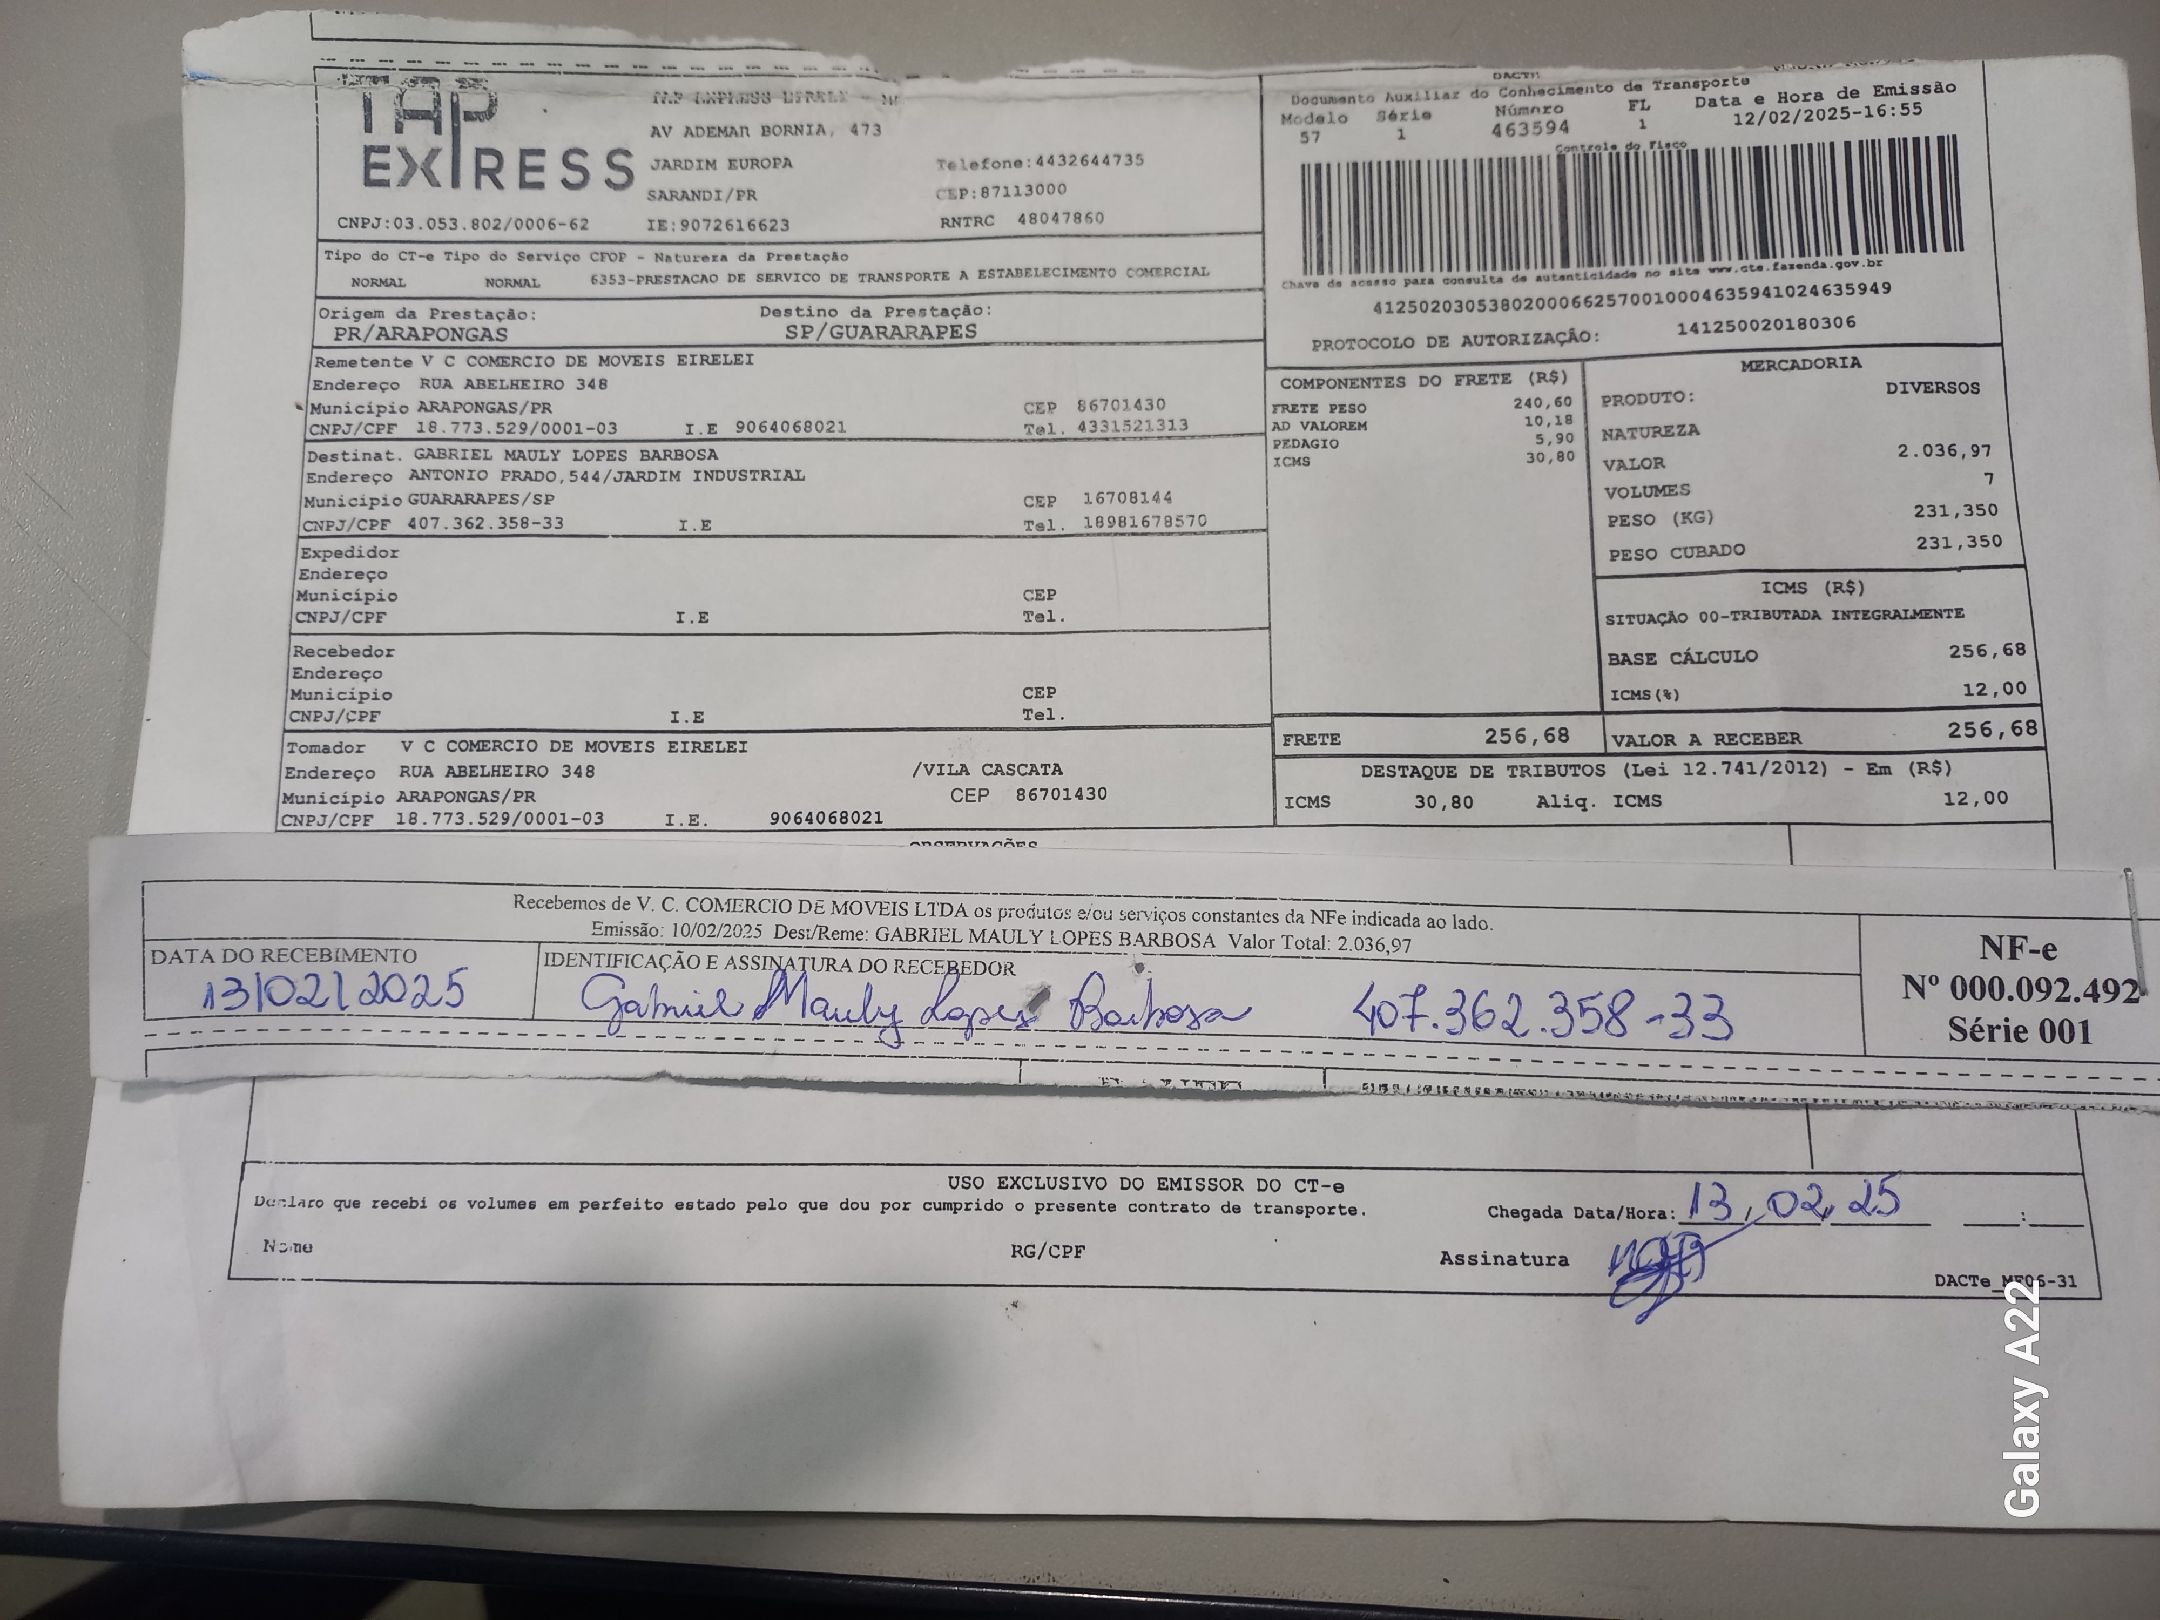 TAP
EXPRESS
TAP EXPRESS EIRELI - ME
AV ADEMAR BORNIA, 473
JARDIM EUROPA Telefone:4432644735
SARANDI/PR CEP:87113000
CNPJ:03.053.802/0006-62 IE:9072616623 RNTRC 48047860
DACTE
Documento Auxiliar do Conhecimento de Transporte
Modelo Série Número FL Data e Hora de Emissão
57 1 463594 1 12/02/2025-16:55
Controle do Fisco
Chave de acesso para consulta de autenticidade no site www.cte.fazenda.gov.br
41250203053802000662570010004635941024635949
PROTOCOLO DE AUTORIZAÇÃO: 141250020180306
Tipo do CT-e Tipo do Serviço CFOP - Natureza da Prestação
NORMAL NORMAL 6353-PRESTACAO DE SERVICO DE TRANSPORTE A ESTABELECIMENTO COMERCIAL
Origem da Prestação: Destino da Prestação:
PR/ARAPONGAS SP/GUARARAPES
Remetente V C COMERCIO DE MOVEIS EIRELEI
Endereço RUA ABELHEIRO 348
Município ARAPONGAS/PR CEP 86701430
CNPJ/CPF 18.773.529/0001-03 I.E 9064068021 Tel. 4331521313
Destinat. GABRIEL MAULY LOPES BARBOSA
Endereço ANTONIO PRADO,544/JARDIM INDUSTRIAL
Município GUARARAPES/SP CEP 16708144
CNPJ/CPF 407.362.358-33 I.E Tel. 18981678570
Expedidor
Endereço
Município CEP
CNPJ/CPF I.E Tel.
Recebedor
Endereço
Município CEP
CNPJ/CPF I.E Tel.
Tomador V C COMERCIO DE MOVEIS EIRELEI
Endereço RUA ABELHEIRO 348 /VILA CASCATA
Município ARAPONGAS/PR CEP 86701430
CNPJ/CPF 18.773.529/0001-03 I.E. 9064068021
COMPONENTES DO FRETE (R$)
FRETE PESO 240,60
AD VALOREM 10,18
PEDAGIO 5,90
ICMS 30,80
MERCADORIA
PRODUTO: DIVERSOS
NATUREZA
VALOR 2.036,97
VOLUMES 7
PESO (KG) 231,350
PESO CUBADO 231,350
ICMS (R$)
SITUAÇÃO 00-TRIBUTADA INTEGRALMENTE
BASE CÁLCULO 256,68
ICMS(%) 12,00
FRETE 256,68 VALOR A RECEBER 256,68
DESTAQUE DE TRIBUTOS (Lei 12.741/2012) - Em (R$)
ICMS 30,80 Aliq. ICMS 12,00
OBSERVAÇÕES
Recebemos de V. C. COMERCIO DE MOVEIS LTDA os produtos e/ou serviços constantes da NFe indicada ao lado.
Emissão: 10/02/2025 Dest/Reme: GABRIEL MAULY LOPES BARBOSA Valor Total: 2.036,97
DATA DO RECEBIMENTO IDENTIFICAÇÃO E ASSINATURA DO RECEBEDOR
13/02/2025 Gabriel Mauly Lopes Barbosa 407.362.358-33
NF-e
Nº 000.092.492
Série 001
USO EXCLUSIVO DO EMISSOR DO CT-e
Declaro que recebi os volumes em perfeito estado pelo que dou por cumprido o presente contrato de transporte. Chegada Data/Hora: 13/02/25 __:__
Nome RG/CPF Assinatura
DACTe_MF06-31
Galaxy A22